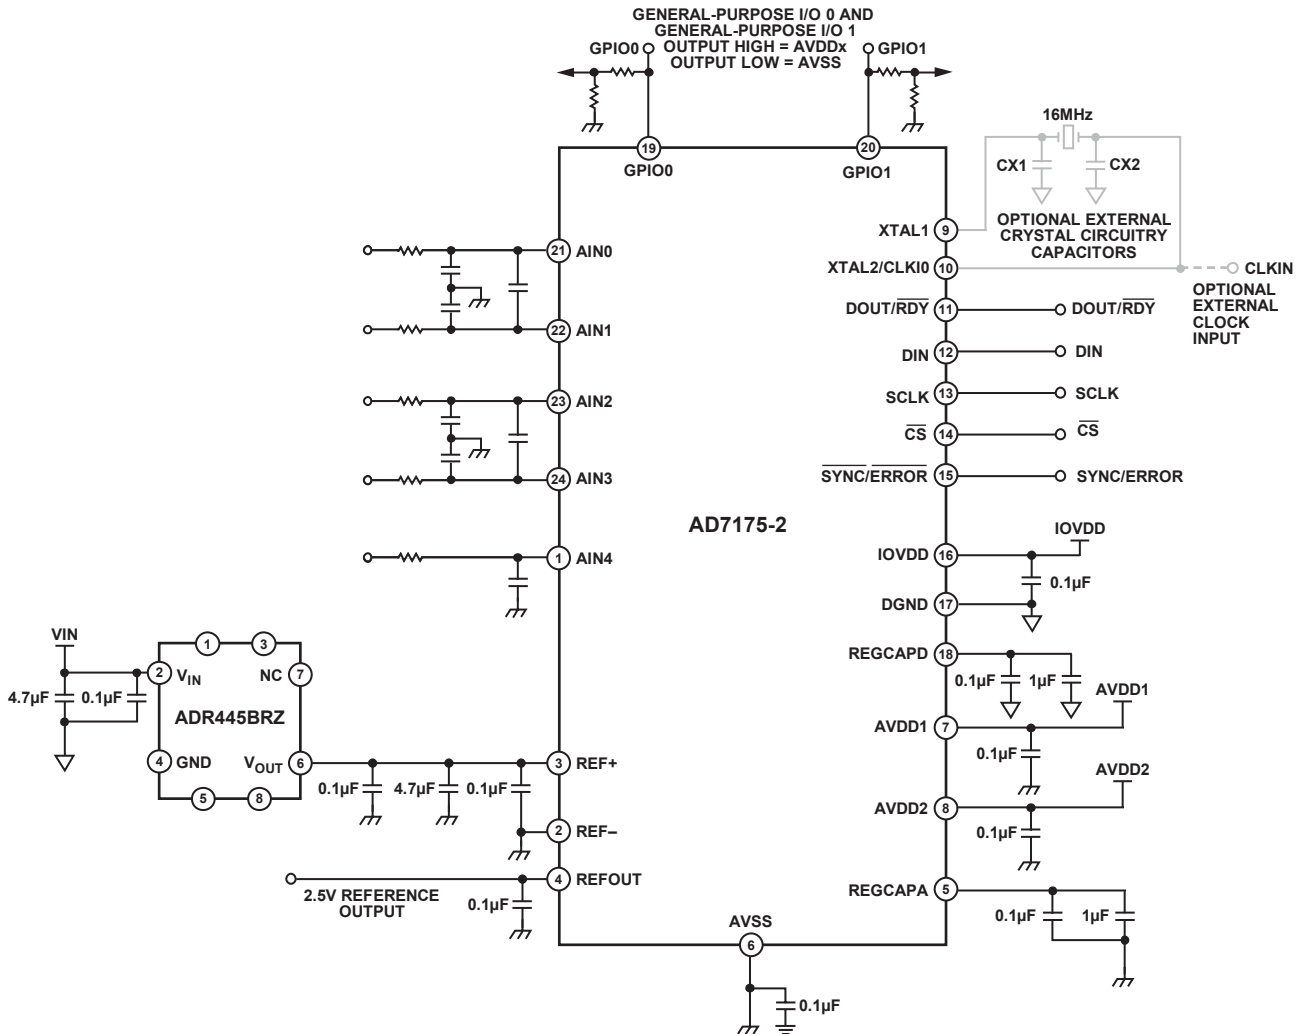 GENERAL-PURPOSE I/O 0 AND
GENERAL-PURPOSE I/O 1
OUTPUT HIGH = AVDDx
OUTPUT LOW = AVSS
GPIO0
GPIO1
19
GPIO0
20
GPIO1
16MHz
CX1
CX2
OPTIONAL EXTERNAL
CRYSTAL CIRCUITRY
CAPACITORS
XTAL1 9
XTAL2/CLKI0 10
CLKIN
OPTIONAL
EXTERNAL
CLOCK
INPUT
DOUT/RDY 11 DOUT/RDY
DIN 12 DIN
SCLK 13 SCLK
CS 14 CS
SYNC/ERROR 15 SYNC/ERROR
21 AIN0
22 AIN1
23 AIN2
24 AIN3
1 AIN4
AD7175-2
IOVDD
IOVDD 16
0.1µF
DGND 17
REGCAPD 18
0.1µF 1µF
AVDD1
AVDD1 7
0.1µF
AVDD2
AVDD2 8
0.1µF
REGCAPA 5
0.1µF 1µF
VIN
4.7µF 0.1µF
1 3
2 VIN
NC 7
ADR445BRZ
4 GND
VOUT 6
5 8
0.1µF 4.7µF 0.1µF
3 REF+
2 REF–
4 REFOUT
2.5V REFERENCE
OUTPUT
0.1µF
AVSS
6
0.1µF